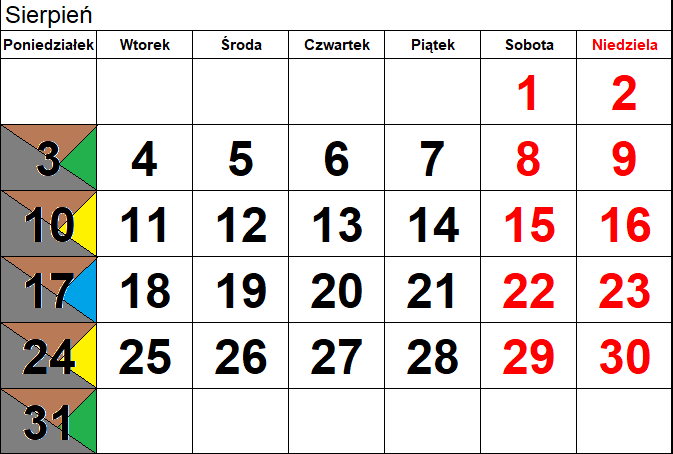 Sierpień
Poniedziałek Wtorek Środa Czwartek Piątek Sobota Niedziela
1 2
3 4 5 6 7 8 9
10 11 12 13 14 15 16
17 18 19 20 21 22 23
24 25 26 27 28 29 30
31